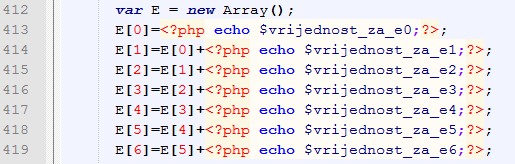 412 var E = new Array();
413 E[0]=<?php echo $vrijednost_za_e0;?>;
414 E[1]=E[0]+<?php echo $vrijednost_za_e1;?>;
415 E[2]=E[1]+<?php echo $vrijednost_za_e2;?>;
416 E[3]=E[2]+<?php echo $vrijednost_za_e3;?>;
417 E[4]=E[3]+<?php echo $vrijednost_za_e4;?>;
418 E[5]=E[4]+<?php echo $vrijednost_za_e5;?>;
419 E[6]=E[5]+<?php echo $vrijednost_za_e6;?>;